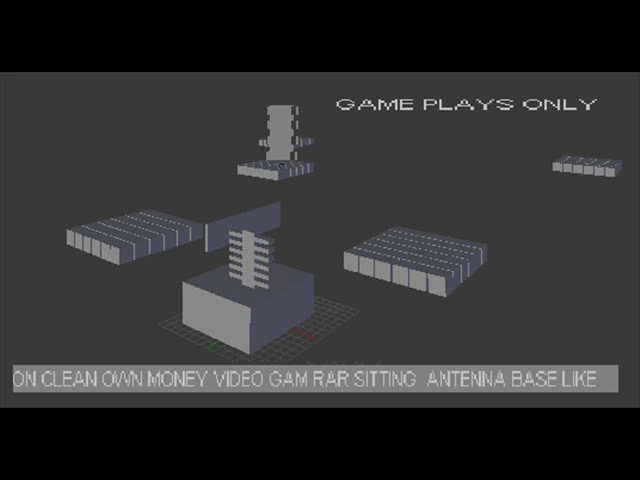 GAME PLAYS ONLY
ON CLEAN OWN MONEY VIDEO GAM RAR SITTING ANTENNA BASE LIKE